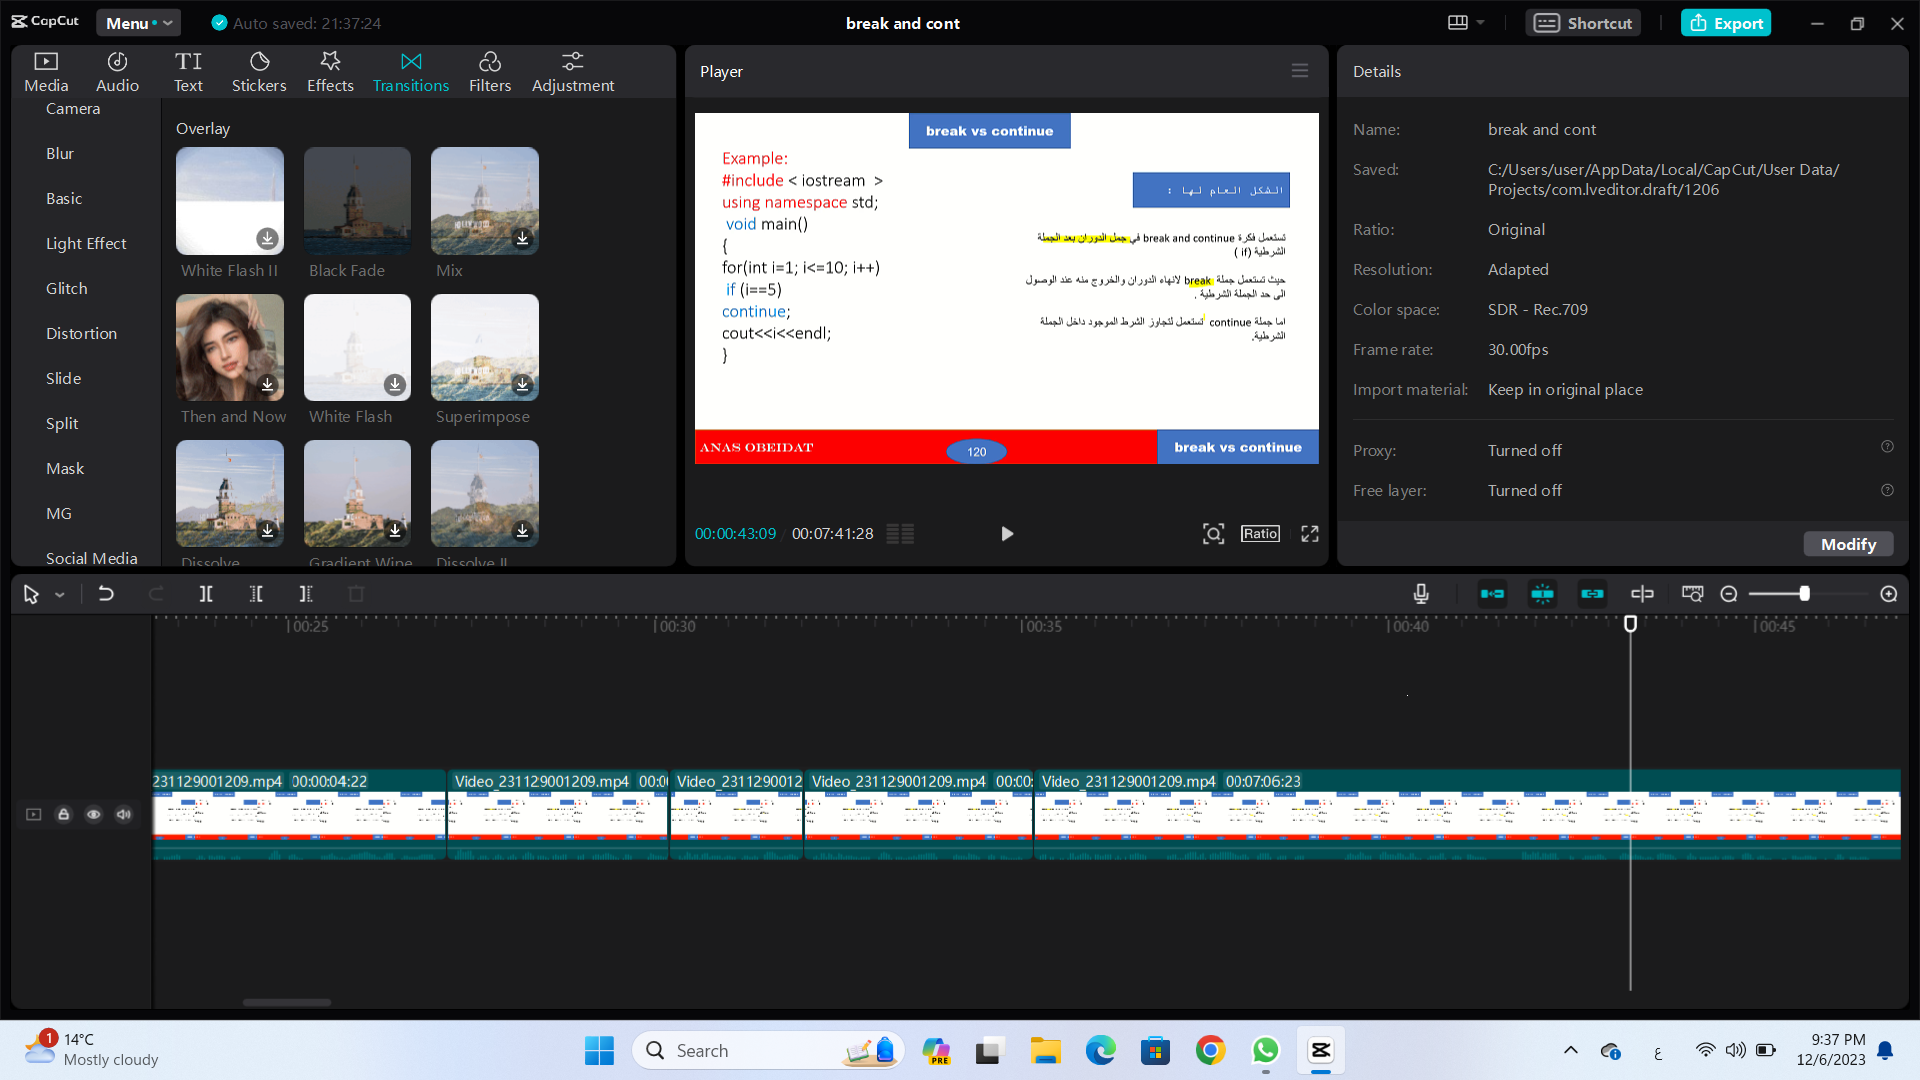 CapCut
Menu
Auto saved: 21:37:24
break and cont
Shortcut
Export
Media
Audio
Text
Stickers
Effects
Transitions
Filters
Adjustment
Camera
Blur
Basic
Light Effect
Glitch
Distortion
Slide
Split
Mask
MG
Social Media
Overlay
White Flash II
Black Fade
Mix
Then and Now
White Flash
Superimpose
Dissolve
Gradient Wipe
Dissolve II
Player
break vs continue
Example:
#include < iostream >
using namespace std;
void main()
{
for(int i=1; i<=10; i++)
if (i==5)
continue;
cout<<i<<endl;
}
الشكل العام لها :
تستعمل فكرة break and continue في جمل الدوران بعد الجملة
الشرطية (if )
حيث تستعمل جملة break لانهاء الدوران والخروج منه عند الوصول
الى حد الجملة الشرطية .
اما جملة continue تستعمل لتجاوز الشرط الموجود داخل الجملة
الشرطية.
ANAS OBEIDAT
120
break vs continue
00:00:43:09
00:07:41:28
Ratio
Details
Name: break and cont
Saved: C:/Users/user/AppData/Local/CapCut/User Data/
Projects/com.lveditor.draft/1206
Ratio: Original
Resolution: Adapted
Color space: SDR - Rec.709
Frame rate: 30.00fps
Import material: Keep in original place
Proxy: Turned off
Free layer: Turned off
Modify
00:25
00:30
00:35
00:40
00:45
231129001209.mp4 00:00:04:22
Video_231129001209.mp4 00:0
Video_2311290012
Video_231129001209.mp4 00:00:
Video_231129001209.mp4 00:07:06:23
1
14°C
Mostly cloudy
Search
PRE
ع
9:37 PM
12/6/2023